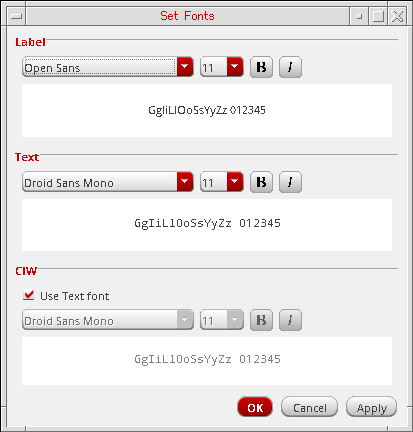 Set Fonts
Label
Open Sans 11 B I
GgIiLlOoSsYyZz 012345
Text
Droid Sans Mono 11 B I
GgIiLlOoSsYyZz 012345
CIW
Use Text font
Droid Sans Mono 11 B I
GgIiLlOoSsYyZz 012345
OK Cancel Apply